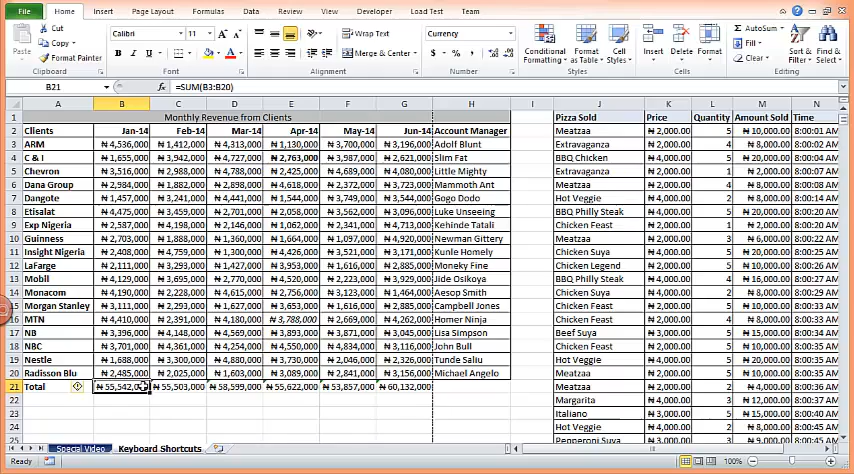 File Home Insert Page Layout Formulas Data Review View Developer Load Test Team
Paste Cut Copy Format Painter Clipboard
Calibri 11 A A B I U A Font
Wrap Text Merge & Center Alignment
Currency $ % , Number
Conditional Formatting Format as Table Cell Styles Styles
Insert Delete Format Cells
Σ AutoSum Fill Clear Sort & Filter Find & Select Editing
B21 fx =SUM(B3:B20)
A B C D E F G H I J K L M N
1 Monthly Revenue from Clients Pizza Sold Price Quantity Amount Sold Time
2 Clients Jan-14 Feb-14 Mar-14 Apr-14 May-14 Jun-14 Account Manager Meatzaa ₦ 2,000.00 5 ₦ 10,000.00 8:00:01 AM
3 ARM ₦ 4,536,000 ₦ 1,412,000 ₦ 4,313,000 ₦ 1,130,000 ₦ 3,700,000 ₦ 3,196,000 Adolf Blunt Extravaganza ₦ 2,000.00 4 ₦ 8,000.00 8:00:01 AM
4 C & I ₦ 1,655,000 ₦ 3,942,000 ₦ 4,727,000 ₦ 2,763,000 ₦ 3,987,000 ₦ 2,621,000 Slim Fat BBQ Chicken ₦ 4,000.00 5 ₦ 20,000.00 8:00:02 AM
5 Chevron ₦ 3,516,000 ₦ 2,988,000 ₦ 4,788,000 ₦ 2,425,000 ₦ 4,689,000 ₦ 4,080,000 Little Mighty Extravaganza ₦ 2,000.00 1 ₦ 2,000.00 8:00:07 AM
6 Dana Group ₦ 2,984,000 ₦ 1,882,000 ₦ 2,898,000 ₦ 4,618,000 ₦ 2,372,000 ₦ 3,723,000 Mammoth Ant Meatzaa ₦ 2,000.00 4 ₦ 8,000.00 8:00:08 AM
7 Dangote ₦ 1,457,000 ₦ 3,241,000 ₦ 4,441,000 ₦ 1,544,000 ₦ 3,749,000 ₦ 3,544,000 Gogo Dodo Hot Veggie ₦ 4,000.00 2 ₦ 8,000.00 8:00:14 AM
8 Etisalat ₦ 4,475,000 ₦ 3,459,000 ₦ 2,701,000 ₦ 2,058,000 ₦ 3,562,000 ₦ 3,096,000 Luke Unseeing BBQ Philly Steak ₦ 4,000.00 5 ₦ 20,000.00 8:00:20 AM
9 Exp Nigeria ₦ 2,587,000 ₦ 4,198,000 ₦ 2,146,000 ₦ 1,062,000 ₦ 2,341,000 ₦ 4,713,000 Kehinde Tatali Chicken Feast ₦ 2,000.00 1 ₦ 2,000.00 8:00:20 AM
10 Guinness ₦ 2,703,000 ₦ 1,888,000 ₦ 1,360,000 ₦ 1,664,000 ₦ 1,097,000 ₦ 4,920,000 Newman Gittery Meatzaa ₦ 2,000.00 3 ₦ 6,000.00 8:00:22 AM
11 Insight Nigeria ₦ 2,408,000 ₦ 4,759,000 ₦ 1,300,000 ₦ 4,426,000 ₦ 3,521,000 ₦ 3,171,000 Kunle Homely Chicken Suya ₦ 4,000.00 5 ₦ 20,000.00 8:00:25 AM
12 LaFarge ₦ 2,111,000 ₦ 3,293,000 ₦ 1,427,000 ₦ 3,953,000 ₦ 1,616,000 ₦ 2,885,000 Moneky Fine Chicken Legend ₦ 2,000.00 5 ₦ 10,000.00 8:00:26 AM
13 Mobil ₦ 4,129,000 ₦ 3,695,000 ₦ 2,770,000 ₦ 4,520,000 ₦ 2,223,000 ₦ 3,929,000 Jide Osikoya BBQ Philly Steak ₦ 4,000.00 4 ₦ 16,000.00 8:00:27 AM
14 Monacom ₦ 4,190,000 ₦ 2,228,000 ₦ 4,615,000 ₦ 2,756,000 ₦ 3,123,000 ₦ 1,464,000 Aesop Smith Chicken Suya ₦ 4,000.00 2 ₦ 8,000.00 8:00:29 AM
15 Morgan Stanley ₦ 3,111,000 ₦ 2,293,000 ₦ 1,627,000 ₦ 3,653,000 ₦ 1,616,000 ₦ 2,885,000 Campbell Jones Chicken Feast ₦ 2,000.00 5 ₦ 10,000.00 8:00:33 AM
16 MTN ₦ 4,410,000 ₦ 2,092,000 ₦ 2,331,000 ₦ 3,788,000 ₦ 2,669,000 ₦ 4,262,000 Homer Ninja Chicken Feast ₦ 2,000.00 1 ₦ 2,000.00 8:00:33 AM
17 NB ₦ 3,396,000 ₦ 4,148,000 ₦ 4,569,000 ₦ 3,893,000 ₦ 3,871,000 ₦ 3,045,000 Lisa Simpson Beef Suya ₦ 3,000.00 5 ₦ 15,000.00 8:00:34 AM
18 NBC ₦ 3,701,000 ₦ 4,361,000 ₦ 4,254,000 ₦ 4,550,000 ₦ 4,834,000 ₦ 3,116,000 John Bull Chicken Feast ₦ 2,000.00 5 ₦ 10,000.00 8:00:34 AM
19 Nestle ₦ 1,688,000 ₦ 3,300,000 ₦ 4,880,000 ₦ 3,730,000 ₦ 2,046,000 ₦ 2,326,000 Tunde Saliu Hot Veggie ₦ 4,000.00 5 ₦ 20,000.00 8:00:35 AM
20 Radisson Blu ₦ 2,485,000 ₦ 2,025,000 ₦ 1,603,000 ₦ 3,089,000 ₦ 2,841,000 ₦ 3,156,000 Michael Angelo Chicken Feast ₦ 2,000.00 5 ₦ 10,000.00 8:00:35 AM
21 Total ₦ 55,503,000 ₦ 58,599,000 ₦ 55,622,000 ₦ 53,857,000 ₦ 60,132,000 Meatzaa ₦ 2,000.00 2 ₦ 4,000.00 8:00:36 AM
22 Margarita ₦ 4,000.00 3 ₦ 12,000.00 8:00:37 AM
23 Italiano ₦ 3,000.00 5 ₦ 15,000.00 8:00:40 AM
24 Hot Veggie ₦ 4,000.00 2 ₦ 8,000.00 8:00:45 AM
25 Pepperoni Suya ₦ 3,000.00 3 ₦ 9,000.00 8:00:45 AM
Special Video Keyboard Shortcuts
Ready 100%